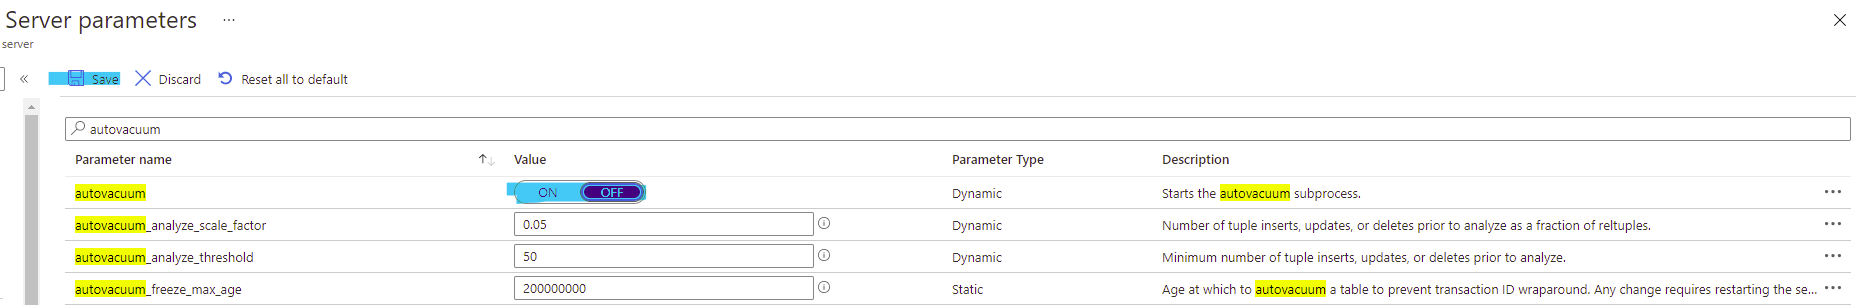 Server parameters ...
server
« Save Discard Reset all to default
autovacuum
Parameter name ↑↓ Value Parameter Type Description
autovacuum ON OFF Dynamic Starts the autovacuum subprocess. ...
autovacuum_analyze_scale_factor 0.05 Dynamic Number of tuple inserts, updates, or deletes prior to analyze as a fraction of reltuples. ...
autovacuum_analyze_threshold 50 Dynamic Minimum number of tuple inserts, updates, or deletes prior to analyze. ...
autovacuum_freeze_max_age 200000000 Static Age at which to autovacuum a table to prevent transaction ID wraparound. Any change requires restarting the se... ...